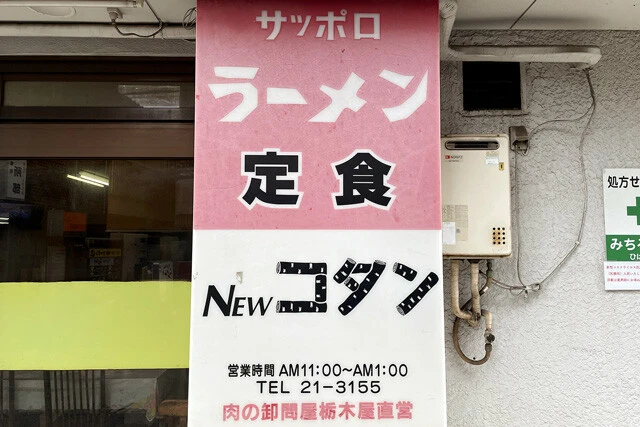 サッポロ
ラーメン
定食
NEWコタン
営業時間 AM11:00〜AM1:00
TEL 21-3155
肉の卸問屋栃木屋直営
処方せ
みち